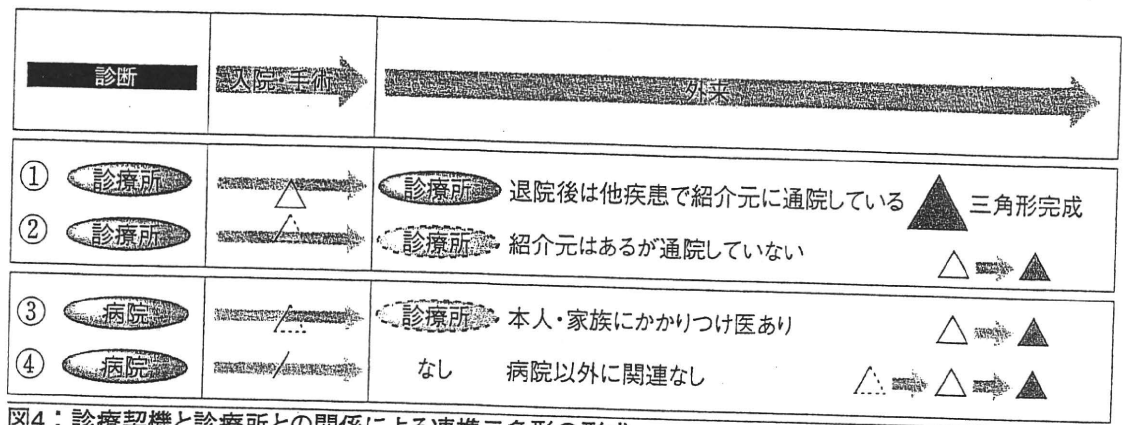 診断 入院・手術 外来
① 診療所 診療所 退院後は他疾患で紹介元に通院している 三角形完成
② 診療所 診療所 紹介元はあるが通院していない
③ 病院 診療所 本人・家族にかかりつけ医あり
④ 病院 なし 病院以外に関連なし
図4：診療契機と診療所との関係による連携三角形の形成